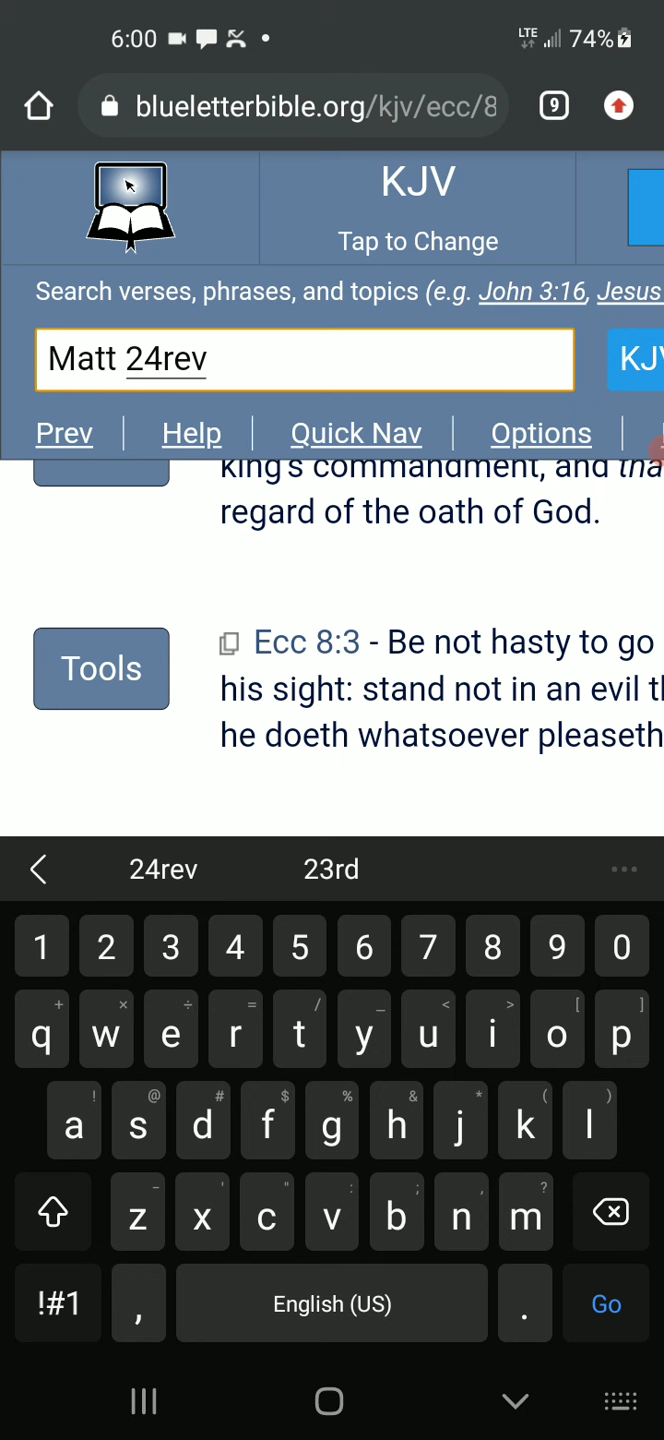 6:00 LTE 74%
blueletterbible.org/kjv/ecc/8 9
KJV
Tap to Change
Search verses, phrases, and topics (e.g. John 3:16, Jesus
Matt 24rev KJV
Prev Help Quick Nav Options
king's commandment, and tha
regard of the oath of God.
Tools Ecc 8:3 - Be not hasty to go
his sight: stand not in an evil th
he doeth whatsoever pleaseth
24rev 23rd ...
1 2 3 4 5 6 7 8 9 0
+ × ÷ = / _ < > [ ]
q w e r t y u i o p
! @ # $ % & * ( )
a s d f g h j k l
- ' " : ; , ?
z x c v b n m
!#1 , English (US) . Go